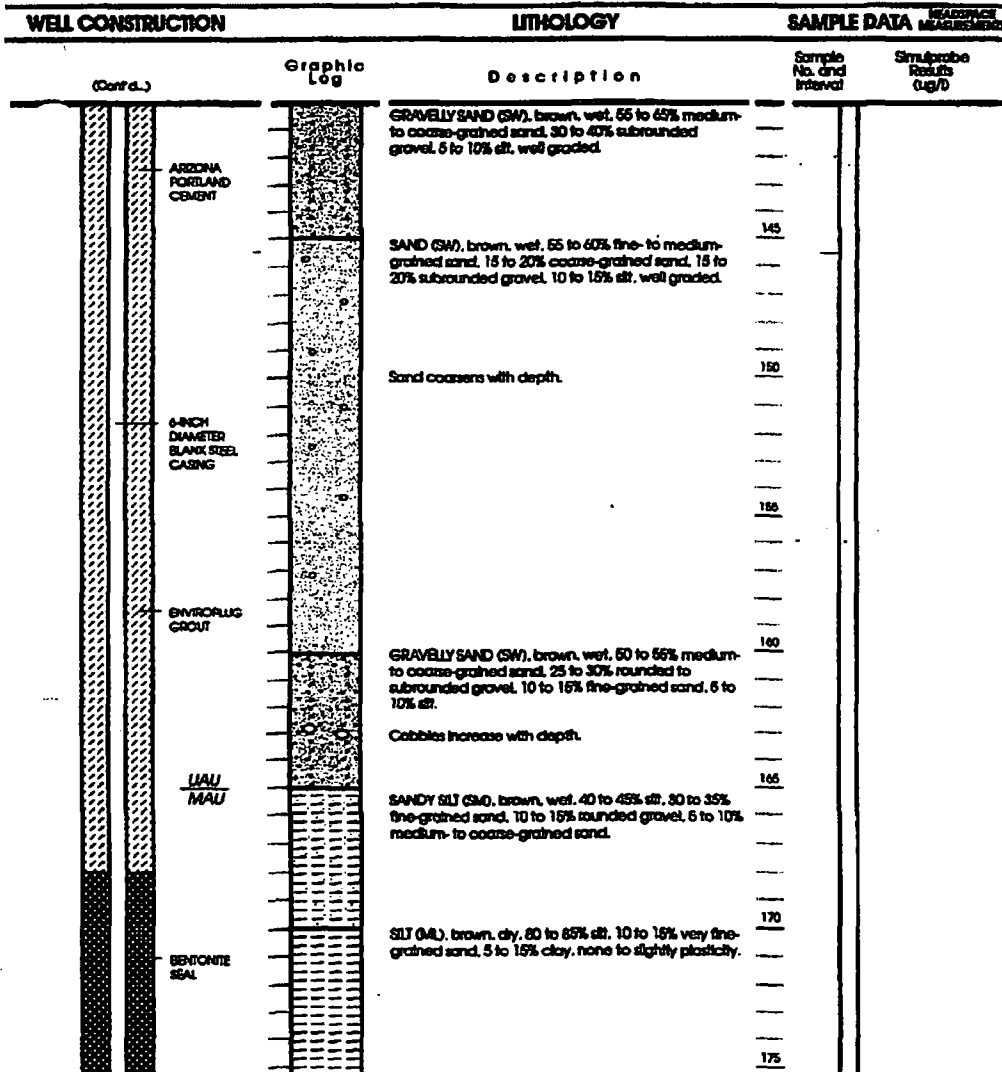 WELL CONSTRUCTION
LITHOLOGY
SAMPLE DATA HEADSPACE MEASUREMENTS
(Cont'd...)
Graphic
Log
Description
Sample
No. and
Interval
Simulprobe
Results
(ug/l)
GRAVELLY SAND (SW), brown, wet, 55 to 65% medium-
to coarse-grained sand, 30 to 40% subrounded
gravel, 5 to 10% silt, well graded.
ARIZONA
PORTLAND
CEMENT
145
SAND (SW), brown, wet, 55 to 60% fine- to medium-
grained sand, 15 to 20% coarse-grained sand, 15 to
20% subrounded gravel, 10 to 15% silt, well graded.
150
Sand coarsens with depth.
6-INCH
DIAMETER
BLANK STEEL
CASING
155
ENVIROPLUG
GROUT
160
GRAVELLY SAND (SW), brown, wet, 50 to 55% medium-
to coarse-grained sand, 25 to 30% rounded to
subrounded gravel, 10 to 15% fine-grained sand, 5 to
10% silt.
Cobbles increase with depth.
165
UAU
MAU
SANDY SILT (SM), brown, wet, 40 to 45% silt, 30 to 35%
fine-grained sand, 10 to 15% rounded gravel, 5 to 10%
medium- to coarse-grained sand.
170
SILT (ML), brown, dry, 80 to 85% silt, 10 to 15% very fine-
grained sand, 5 to 15% clay, none to slightly plasticity.
BENTONITE
SEAL
175